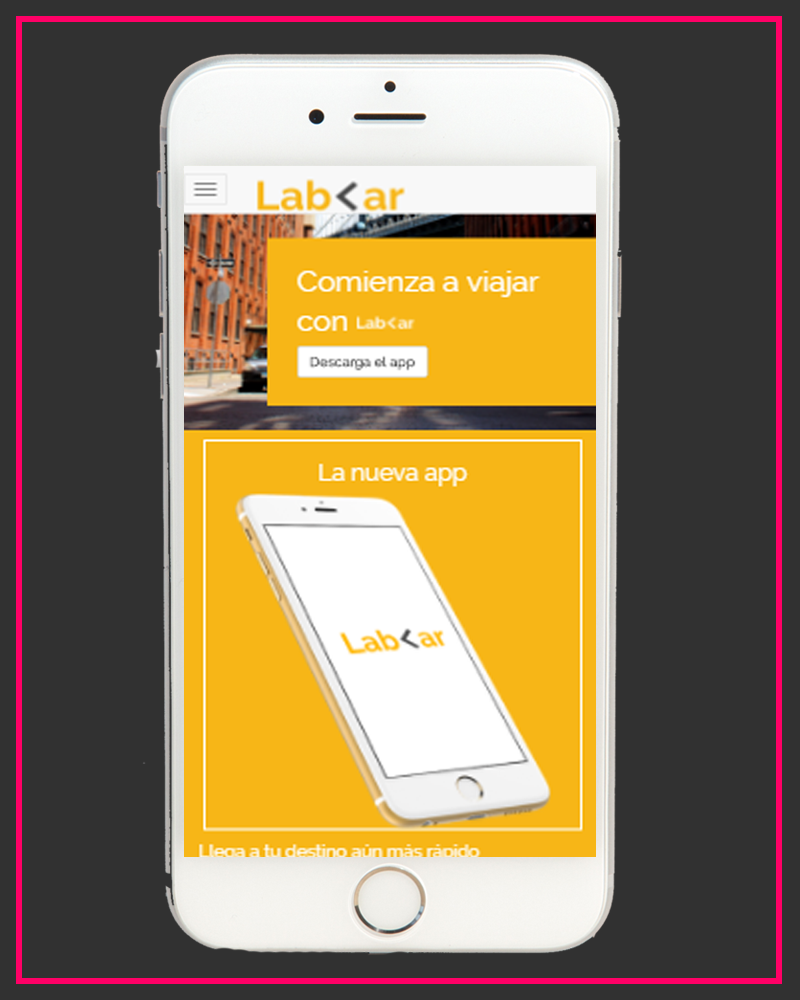 Lab<ar
Comienza a viajar
con Lab<ar
Descarga el app
La nueva app
Lab<ar
Llega a tu destino aún más rápido